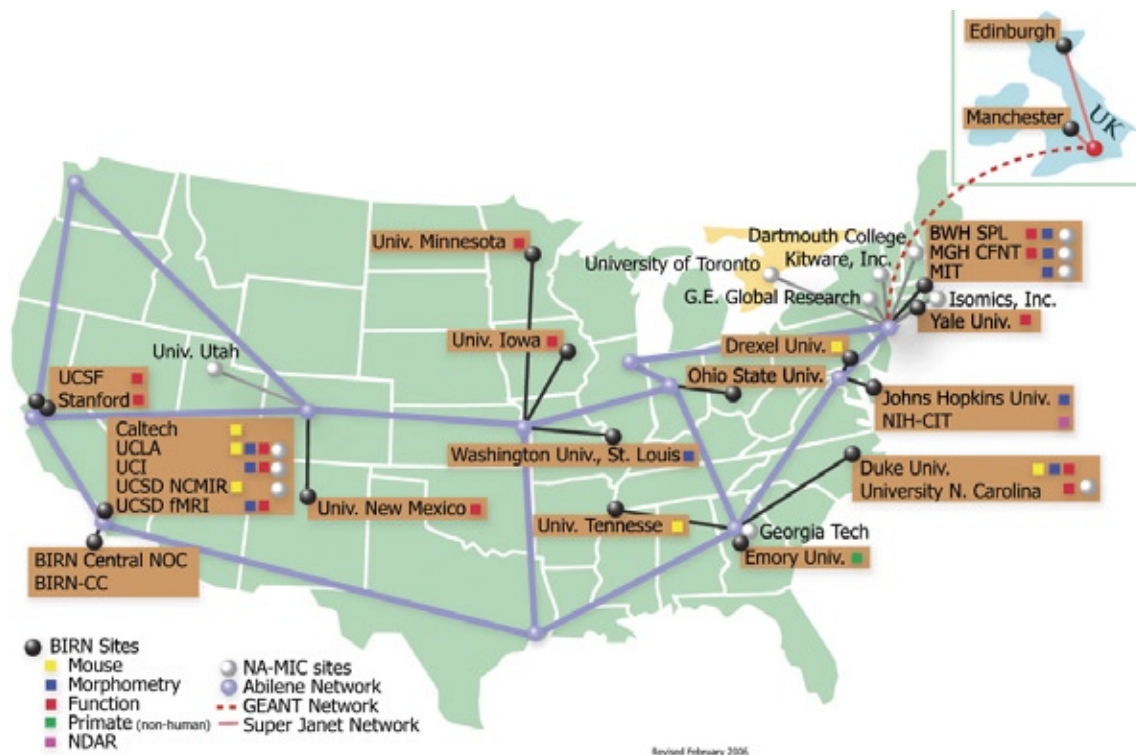 Edinburgh
Manchester
UK
Univ. Minnesota
Dartmouth College
Kitware, Inc.
University of Toronto
G.E. Global Research
BWH SPL
MGH CFNT
MIT
Isomics, Inc.
Yale Univ.
Univ. Iowa
Drexel Univ.
Ohio State Univ.
Univ. Utah
UCSF
Stanford
Johns Hopkins Univ.
NIH-CIT
Caltech
UCLA
UCI
UCSD NCMIR
UCSD fMRI
Washington Univ., St. Louis
Univ. New Mexico
Duke Univ.
University N. Carolina
Univ. Tennesse
Georgia Tech
Emory Univ.
BIRN Central NOC
BIRN-CC
BIRN Sites
Mouse
Morphometry
Function
Primate (non-human)
NDAR
NA-MIC sites
Abilene Network
GEANT Network
Super Janet Network
Revised February 2006